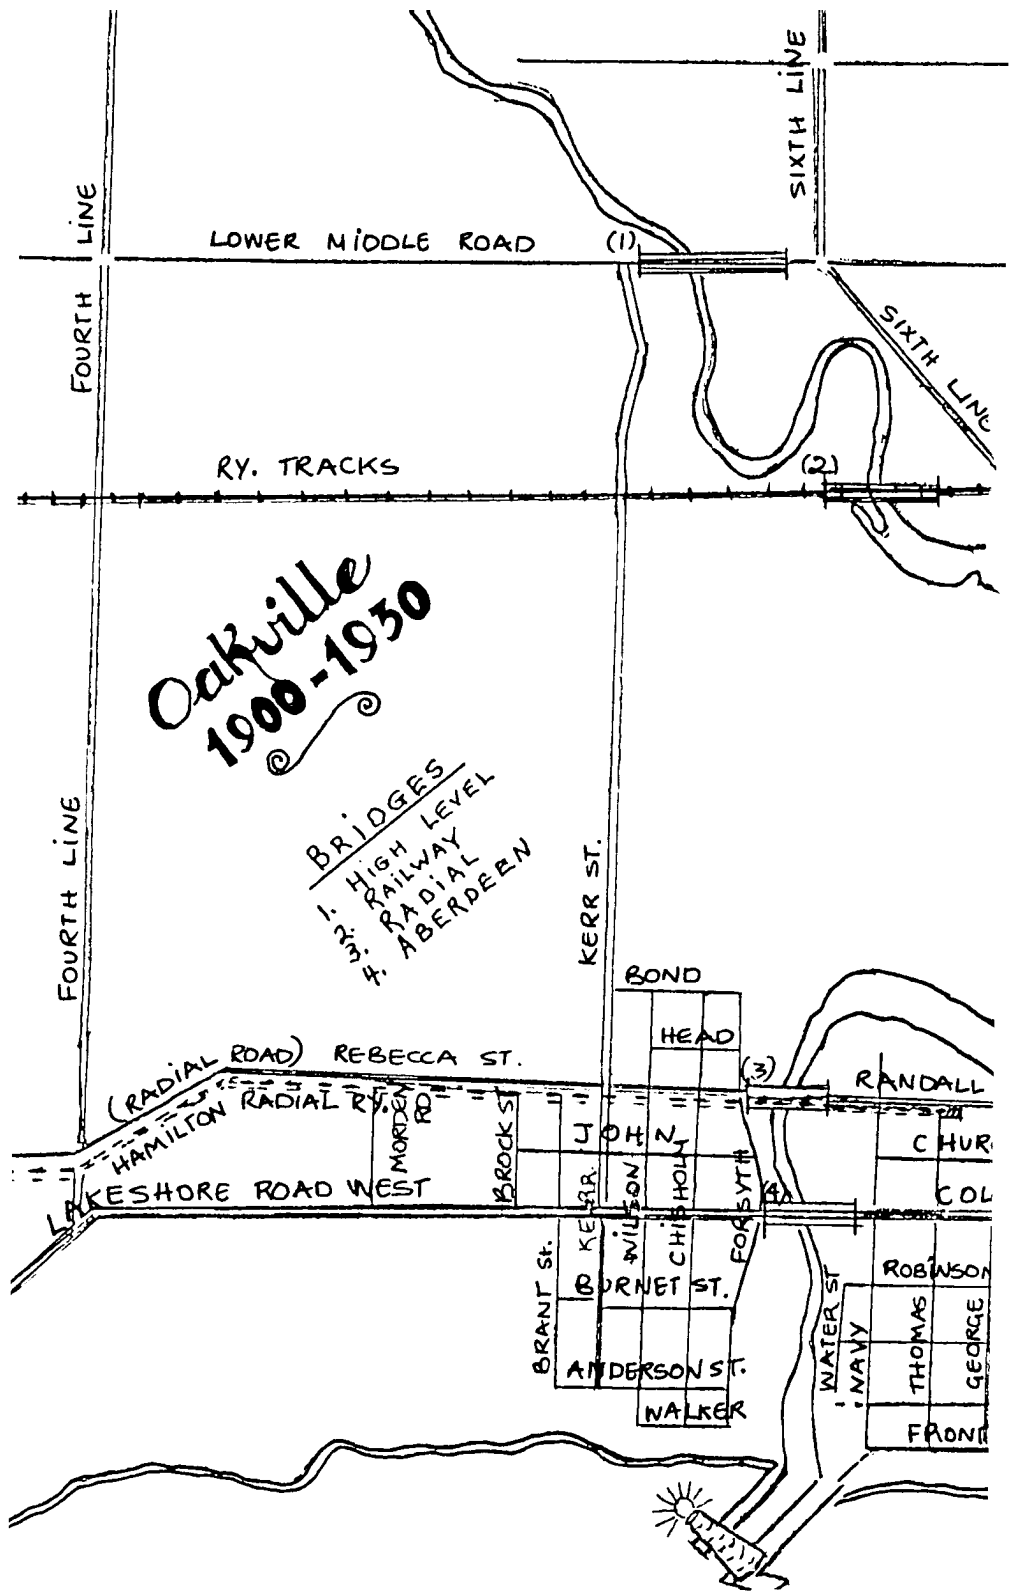 SIXTH LINE
FOURTH LINE
LOWER MIDDLE ROAD
(1)
SIXTH LINE
RY. TRACKS
(2)
Oakville
1900-1930
BRIDGES
1. HIGH LEVEL
2. RAILWAY
3. RADIAL
4. ABERDEEN
FOURTH LINE
KERR ST.
BOND
HEAD
(RADIAL ROAD) REBECCA ST.
(3)
RANDALL
HAMILTON RADIAL RY.
MORDEN RD.
BROCK ST
JOHN
CHUR
LAKESHORE ROAD WEST
KERR
WILSON
CHISHOLM
FORSYTH
(4)
COL
BRANT St.
BURNET ST.
WATER ST
ROBINSON
NAVY
THOMAS
GEORGE
ANDERSON ST.
WALKER
FRONT